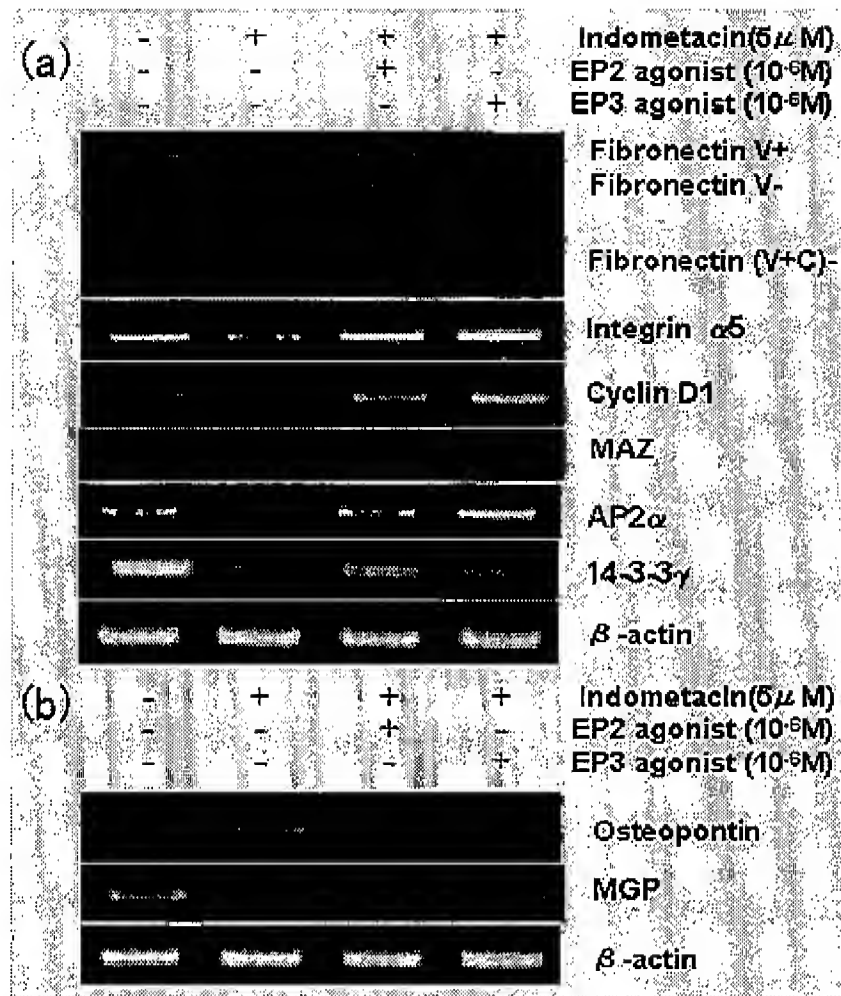 (a)
- + + + Indometacin(5μM)
- - + - EP2 agonist (10-6M)
- - - + EP3 agonist (10-6M)
Fibronectin V+
Fibronectin V-
Fibronectin (V+C)-
Integrin α5
Cyclin D1
MAZ
AP2α
14-3-3γ
β-actin
(b)
- + + + Indometacin(5μM)
- - + - EP2 agonist (10-6M)
- - - + EP3 agonist (10-6M)
Osteopontin
MGP
β-actin